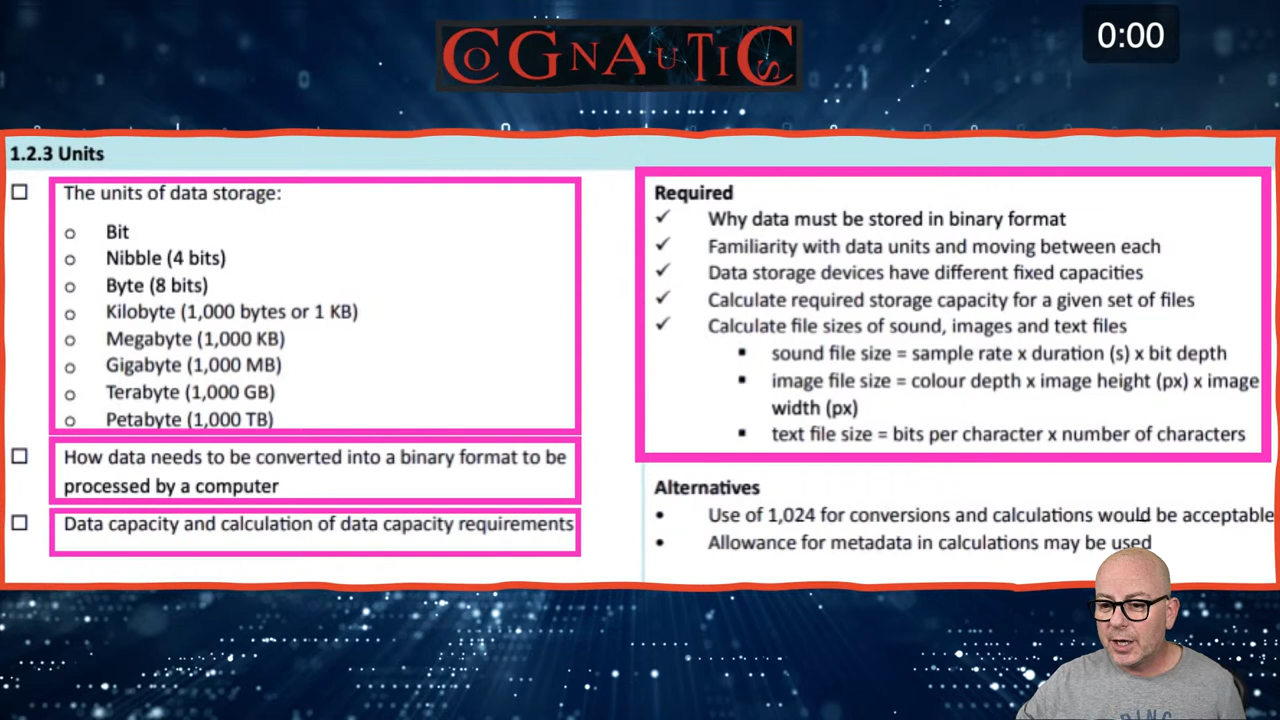 COGNAUTICS
0:00
1.2.3 Units
The units of data storage:
Bit
Nibble (4 bits)
Byte (8 bits)
Kilobyte (1,000 bytes or 1 KB)
Megabyte (1,000 KB)
Gigabyte (1,000 MB)
Terabyte (1,000 GB)
Petabyte (1,000 TB)
How data needs to be converted into a binary format to be
processed by a computer
Data capacity and calculation of data capacity requirements
Required
✓ Why data must be stored in binary format
✓ Familiarity with data units and moving between each
✓ Data storage devices have different fixed capacities
✓ Calculate required storage capacity for a given set of files
✓ Calculate file sizes of sound, images and text files
▪ sound file size = sample rate x duration (s) x bit depth
▪ image file size = colour depth x image height (px) x image
width (px)
▪ text file size = bits per character x number of characters
Alternatives
• Use of 1,024 for conversions and calculations would be acceptable
• Allowance for metadata in calculations may be used